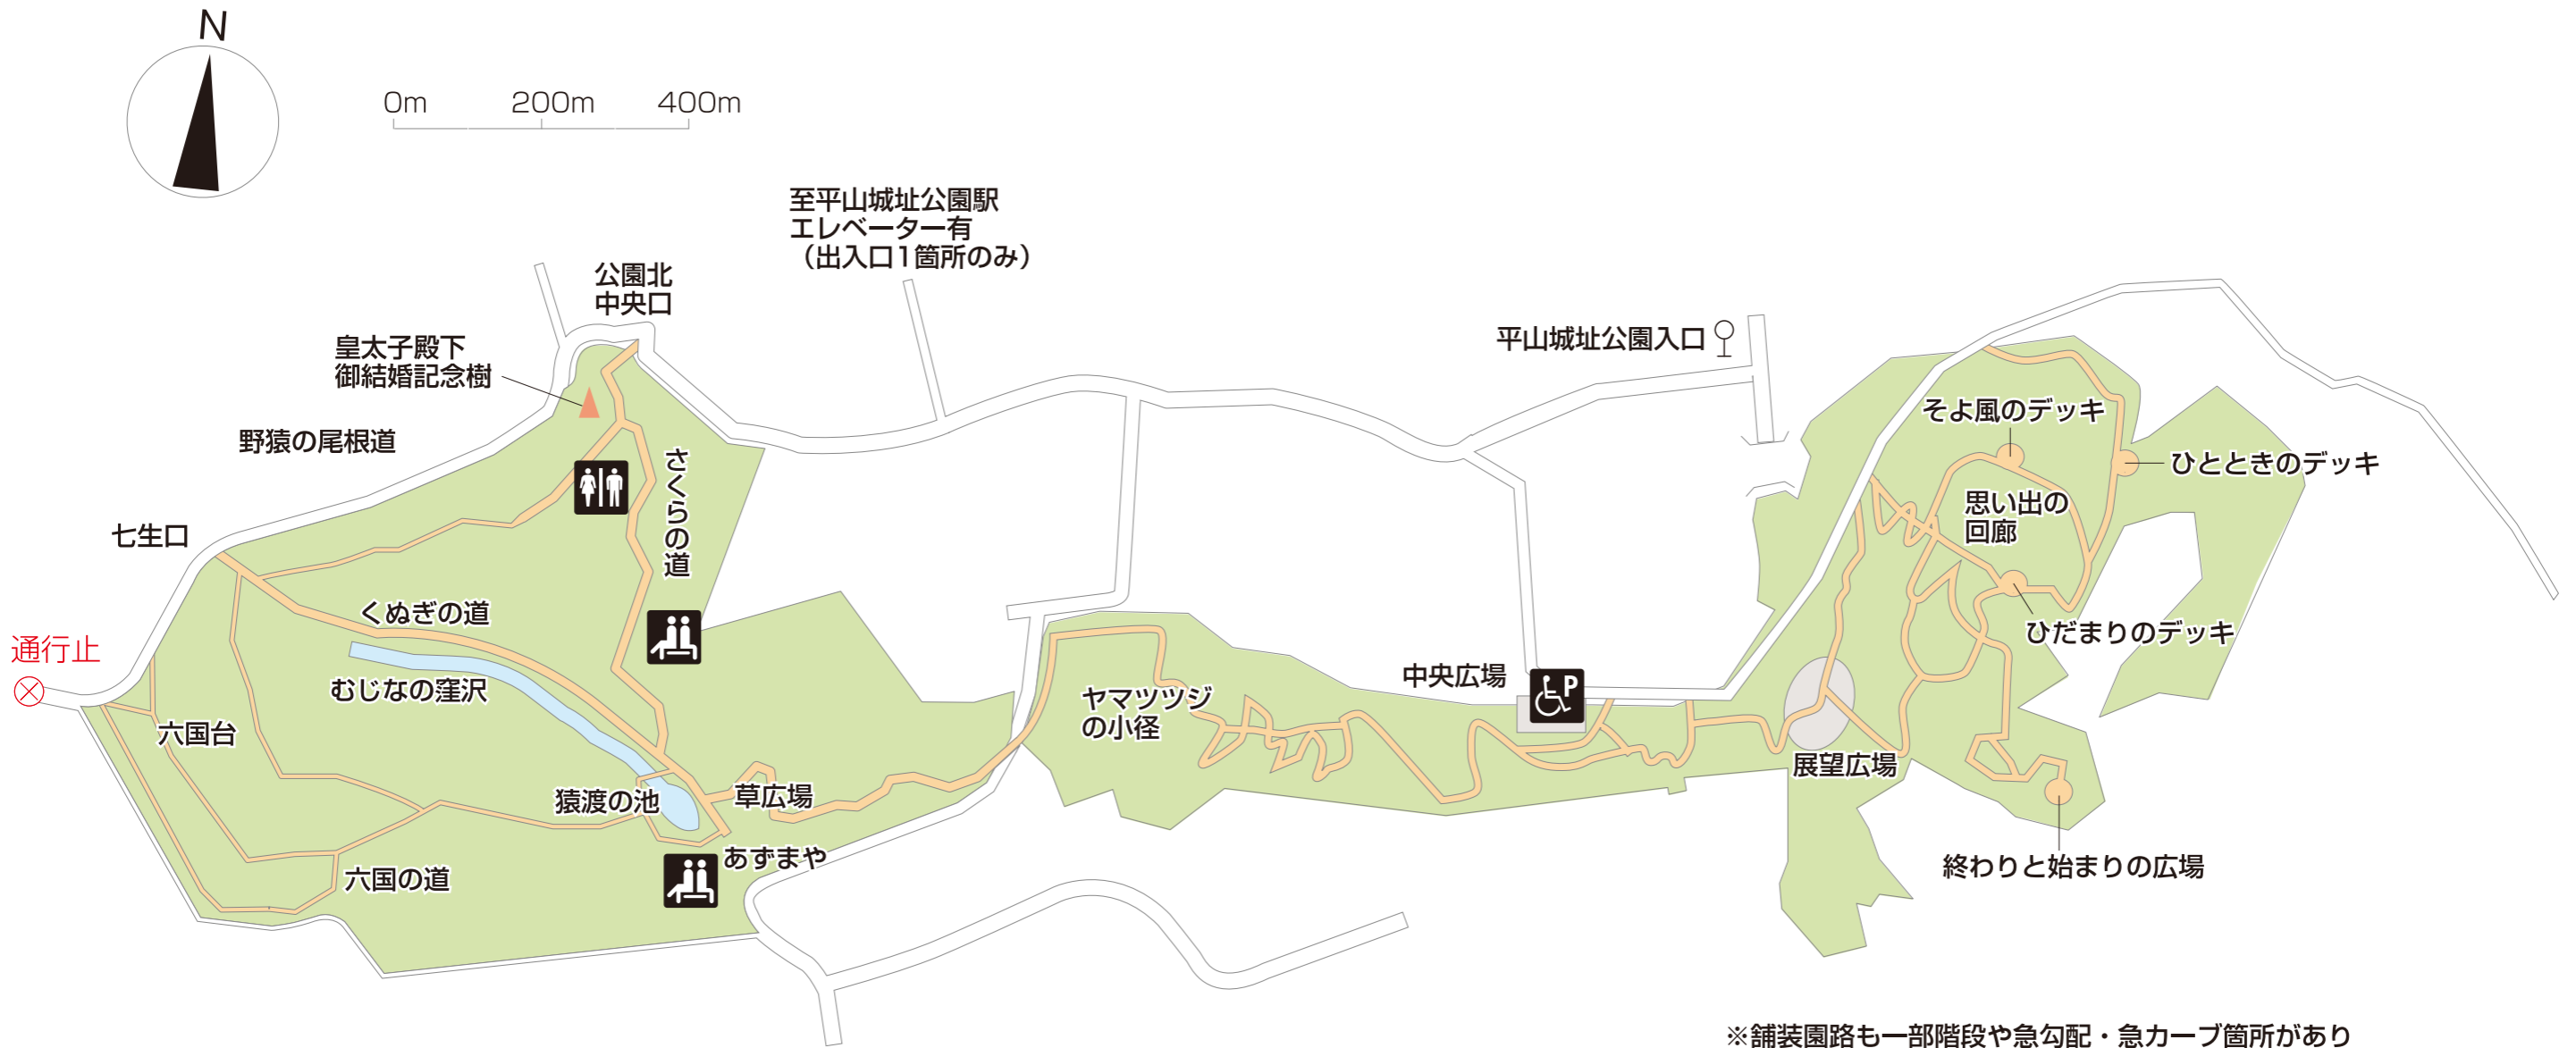 N
0m 200m 400m
至平山城址公園駅
エレベーター有
（出入口1箇所のみ）
公園北
中央口
皇太子殿下
御結婚記念樹
平山城址公園入口
野猿の尾根道
さくらの道
七生口
くぬぎの道
通行止
むじなの窪沢
六国台
猿渡の池
草広場
あずまや
六国の道
ヤマツツジ
の小径
中央広場
P
展望広場
そよ風のデッキ
ひとときのデッキ
思い出の
回廊
ひだまりのデッキ
終わりと始まりの広場
※舗装園路も一部階段や急勾配・急カーブ箇所があり